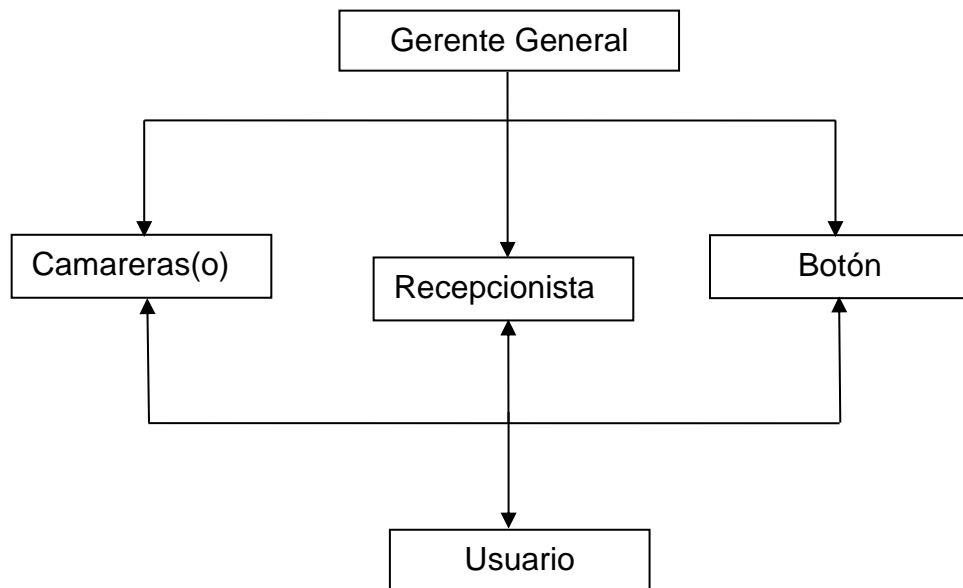 Gerente General
Camareras(o)
Recepcionista
Botón
Usuario